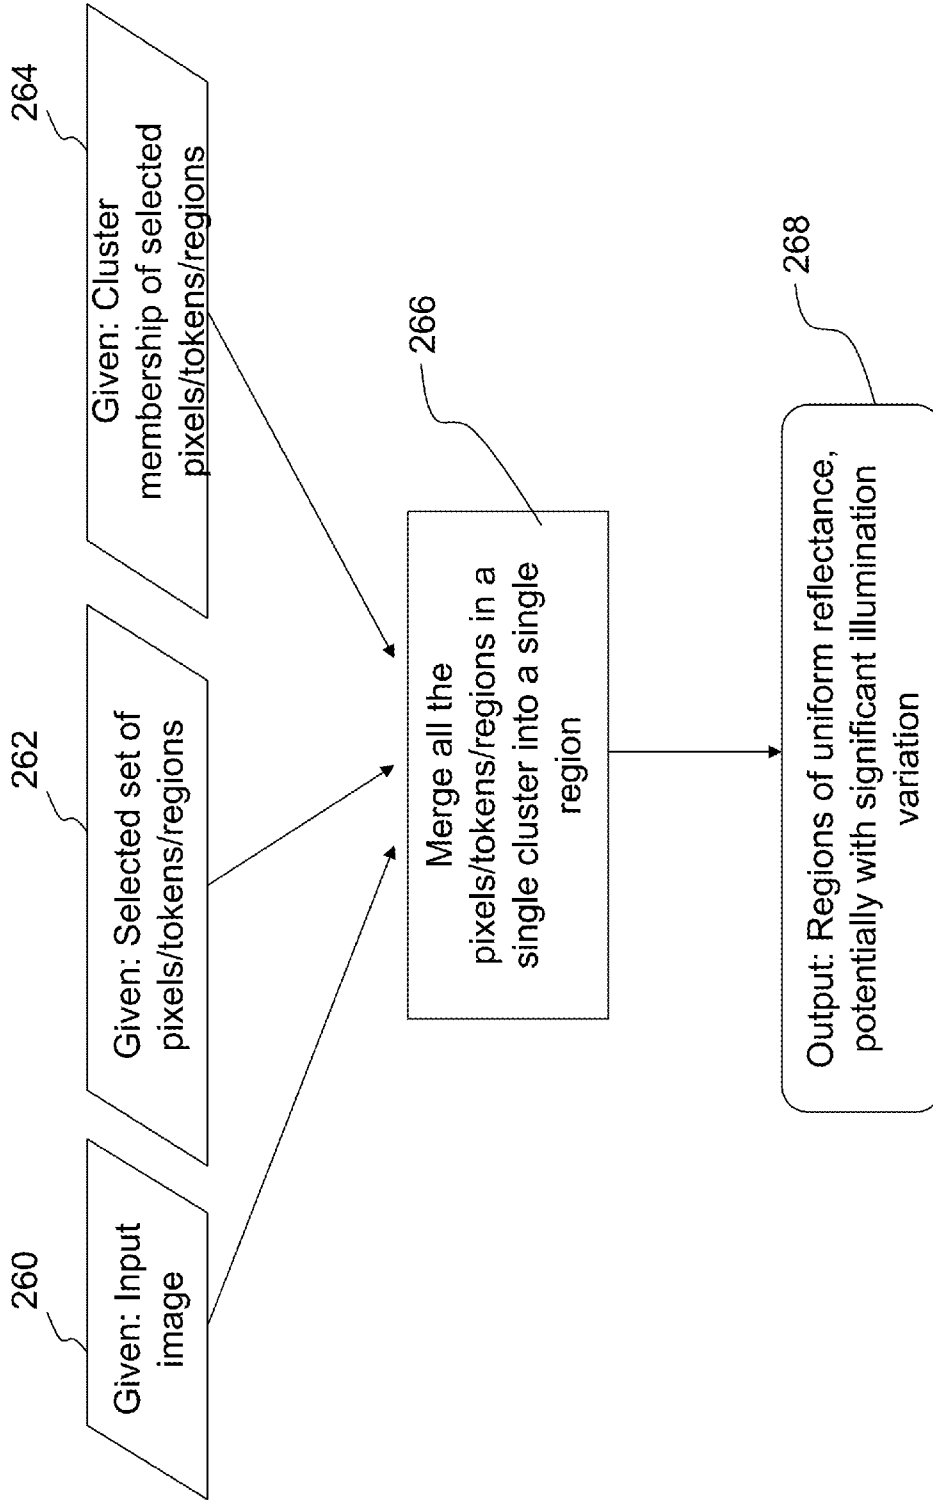 260
Given: Input
image
262
Given: Selected set of
pixels/tokens/regions
264
Given: Cluster
membership of selected
pixels/tokens/regions
266
Merge all the
pixels/tokens/regions in a
single cluster into a single
region
268
Output: Regions of uniform reflectance,
potentially with significant illumination
variation